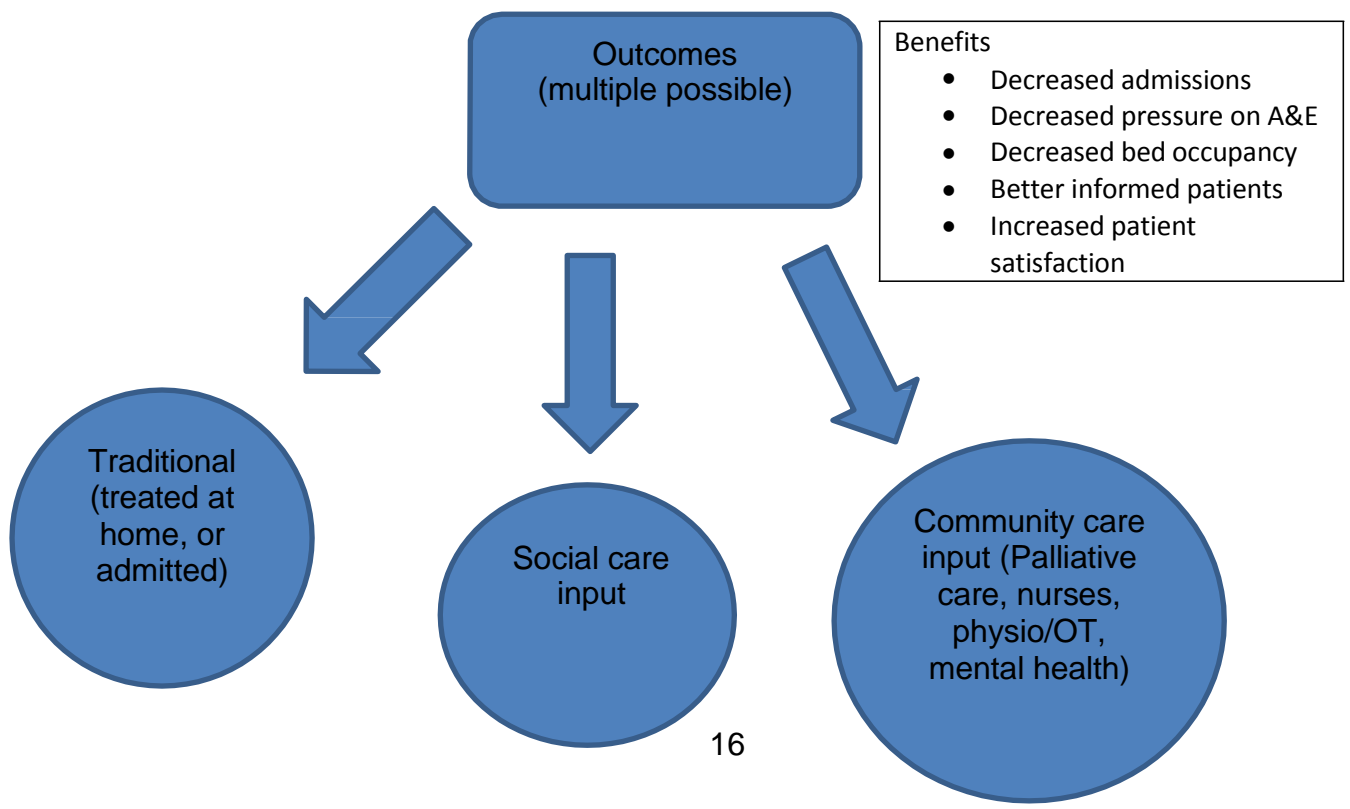 Outcomes
(multiple possible)
Benefits
• Decreased admissions
• Decreased pressure on A&E
• Decreased bed occupancy
• Better informed patients
• Increased patient
satisfaction
Traditional
(treated at
home, or
admitted)
Social care
input
Community care
input (Palliative
care, nurses,
physio/OT,
mental health)
16